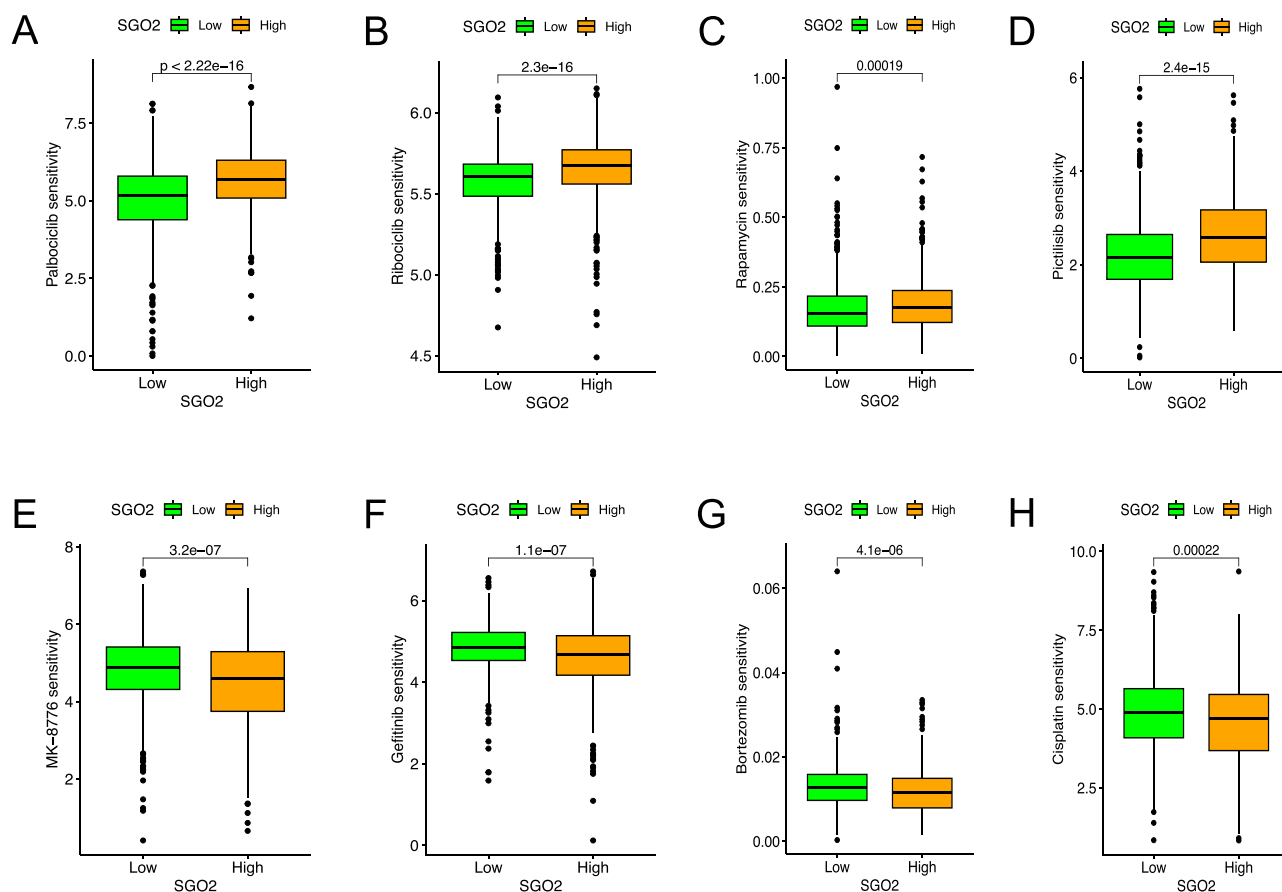 A
SGO2 Low High
p < 2.22e−16
Palbociclib sensitivity
7.5
5.0
2.5
0.0
Low High
SGO2
B
SGO2 Low High
2.3e−16
Ribociclib sensitivity
6.0
5.5
5.0
4.5
Low High
SGO2
C
SGO2 Low High
0.00019
Rapamycin sensitivity
1.00
0.75
0.50
0.25
0.00
Low High
SGO2
D
SGO2 Low High
2.4e−15
Pictilisib sensitivity
6
4
2
0
Low High
SGO2
E
SGO2 Low High
3.2e−07
MK−8776 sensitivity
8
6
4
2
Low High
SGO2
F
SGO2 Low High
1.1e−07
Gefitinib sensitivity
6
4
2
0
Low High
SGO2
G
SGO2 Low High
4.1e−06
Bortezomib sensitivity
0.06
0.04
0.02
0.00
Low High
SGO2
H
SGO2 Low High
0.00022
Cisplatin sensitivity
10.0
7.5
5.0
2.5
Low High
SGO2